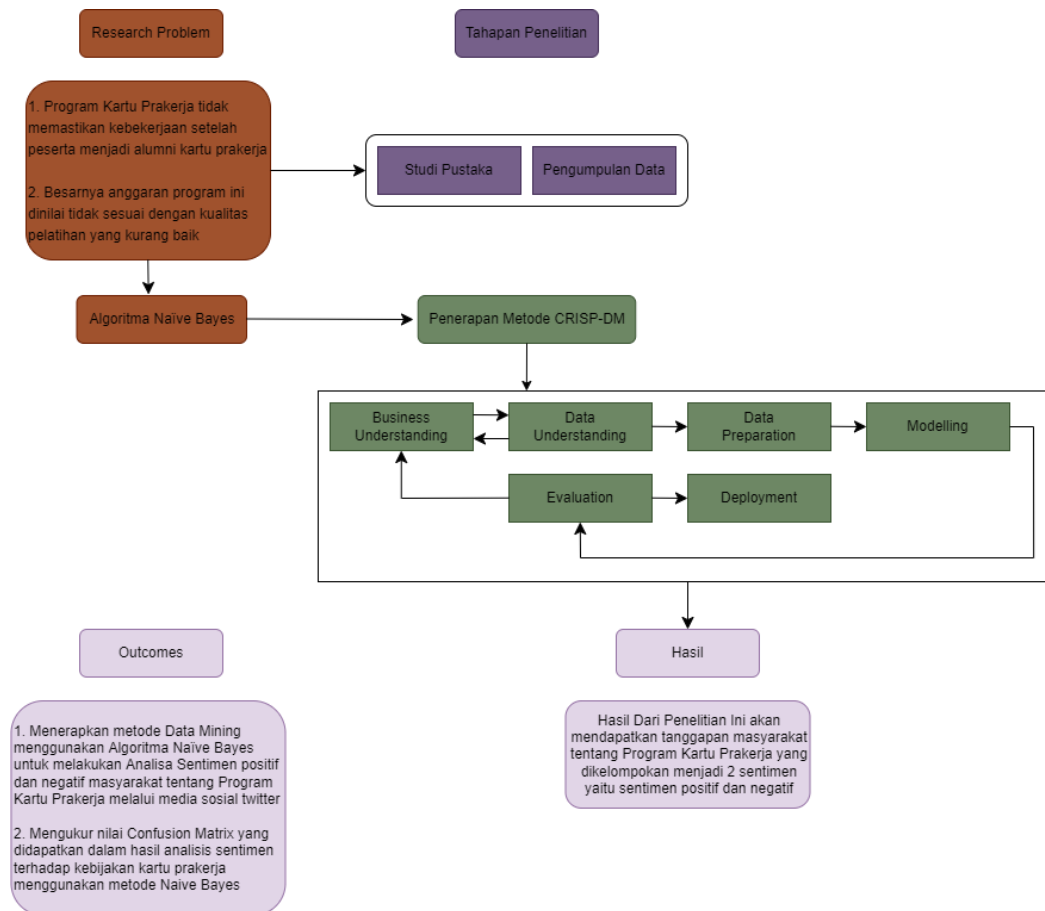 Research Problem
Tahapan Penelitian
1. Program Kartu Prakerja tidak
memastikan kebekerjaan setelah
peserta menjadi alumni kartu prakerja
2. Besarnya anggaran program ini
dinilai tidak sesuai dengan kualitas
pelatihan yang kurang baik
Studi Pustaka
Pengumpulan Data
Algoritma Naïve Bayes
Penerapan Metode CRISP-DM
Business
Understanding
Data
Understanding
Data
Preparation
Modelling
Evaluation
Deployment
Outcomes
Hasil
1. Menerapkan metode Data Mining
menggunakan Algoritma Naïve Bayes
untuk melakukan Analisa Sentimen positif
dan negatif masyarakat tentang Program
Kartu Prakerja melalui media sosial twitter
2. Mengukur nilai Confusion Matrix yang
didapatkan dalam hasil analisis sentimen
terhadap kebijakan kartu prakerja
menggunakan metode Naive Bayes
Hasil Dari Penelitian Ini akan
mendapatkan tanggapan masyarakat
tentang Program Kartu Prakerja yang
dikelompokan menjadi 2 sentimen
yaitu sentimen positif dan negatif